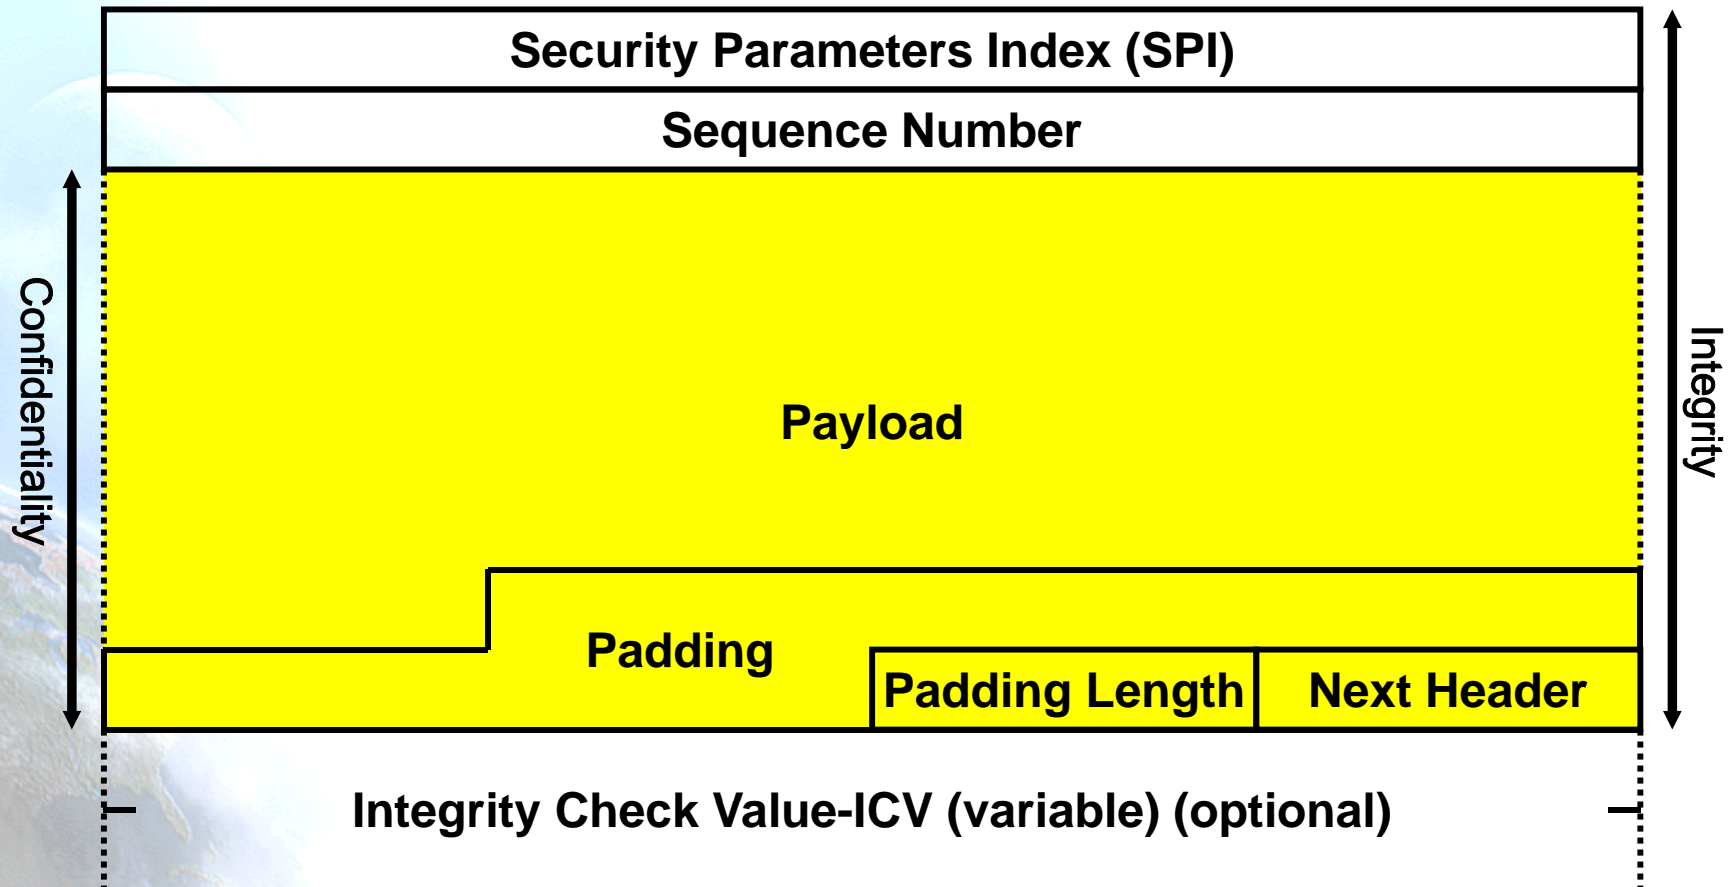 Security Parameters Index (SPI)
Sequence Number
Confidentiality
Payload
Integrity
Padding
Padding Length
Next Header
Integrity Check Value-ICV (variable) (optional)